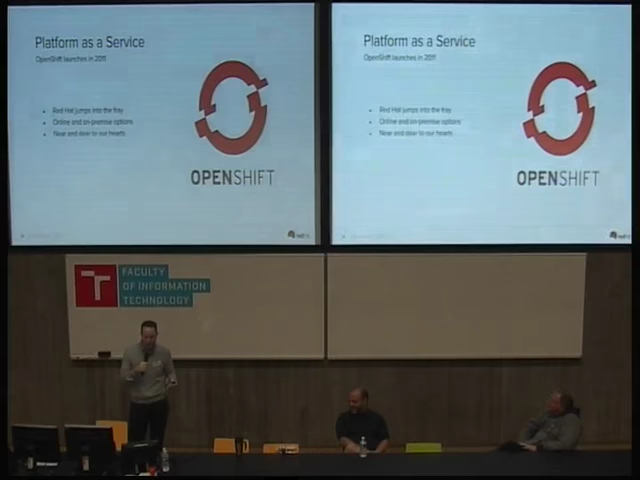 Platform as a Service
OpenShift launches in 2011
Red Hat jumps into the fray
Online and on-premise options
Near and dear to our hearts
OPENSHIFT
Platform as a Service
OpenShift launches in 2011
Red Hat jumps into the fray
Online and on-premise options
Near and dear to our hearts
OPENSHIFT
FACULTY
OF INFORMATION
TECHNOLOGY